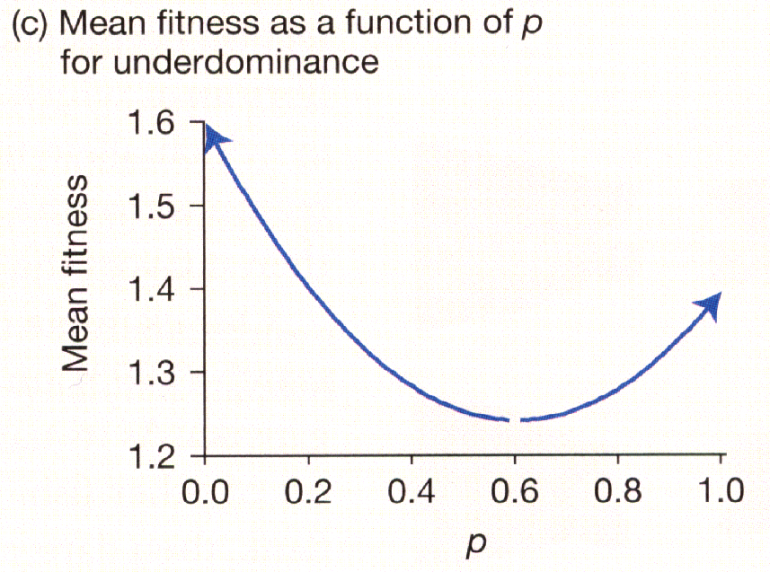 (c) Mean fitness as a function of p
for underdominance
1.6
1.5
1.4
1.3
1.2
Mean fitness
0.0 0.2 0.4 0.6 0.8 1.0
p